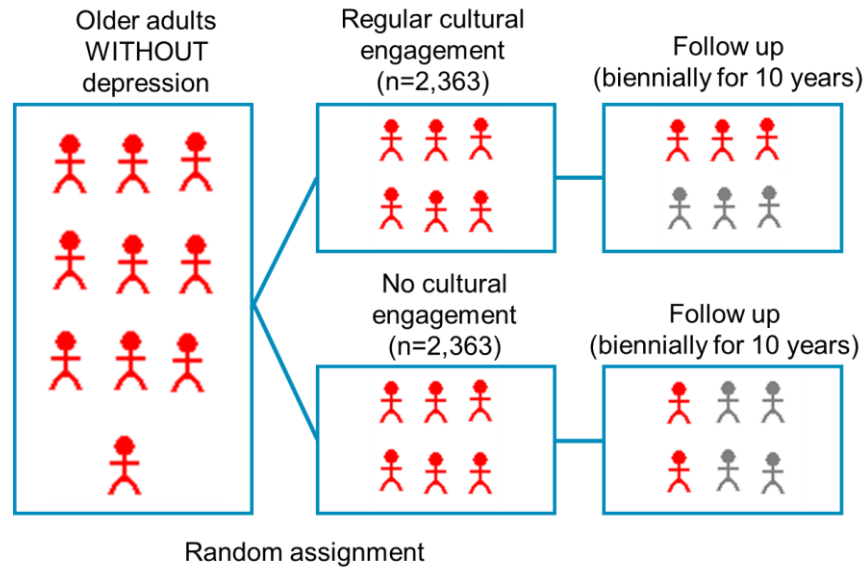 Older adults
WITHOUT
depression
Regular cultural
engagement
(n=2,363)
Follow up
(biennially for 10 years)
No cultural
engagement
(n=2,363)
Follow up
(biennially for 10 years)
Random assignment